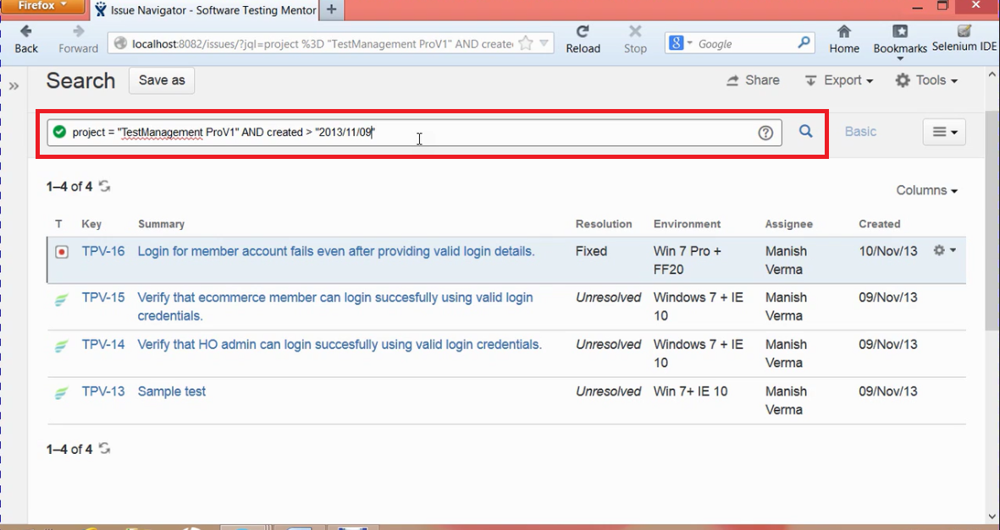 Firefox
Issue Navigator - Software Testing Mentor
Back
Forward
localhost:8082/issues/?jql=project %3D "TestManagement ProV1" AND create
Reload
Stop
8 Google
Home
Bookmarks
Selenium IDE
Search
Save as
Share
Export
Tools
project = "TestManagement ProV1" AND created > "2013/11/09"
Basic
1–4 of 4
Columns
T Key Summary Resolution Environment Assignee Created
TPV-16 Login for member account fails even after providing valid login details. Fixed Win 7 Pro + Manish 10/Nov/13
FF20 Verma
TPV-15 Verify that ecommerce member can login succesfully using valid login Unresolved Windows 7 + IE Manish 09/Nov/13
credentials. 10 Verma
TPV-14 Verify that HO admin can login succesfully using valid login credentials. Unresolved Windows 7 + IE Manish 09/Nov/13
10 Verma
TPV-13 Sample test Unresolved Win 7+ IE 10 Manish 09/Nov/13
Verma
1–4 of 4